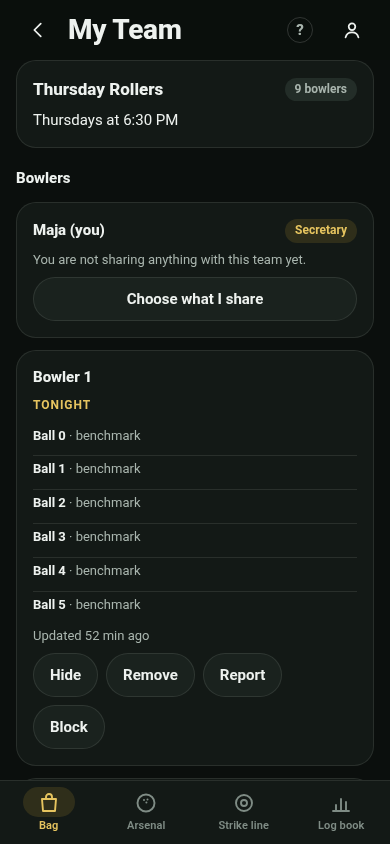 My Team
?
Thursday Rollers
9 bowlers
Thursdays at 6:30 PM
Bowlers
Maja (you)
Secretary
You are not sharing anything with this team yet.
Choose what I share
Bowler 1
TONIGHT
Ball 0 · benchmark
Ball 1 · benchmark
Ball 2 · benchmark
Ball 3 · benchmark
Ball 4 · benchmark
Ball 5 · benchmark
Updated 52 min ago
Hide
Remove
Report
Block
Bag
Arsenal
Strike line
Log book